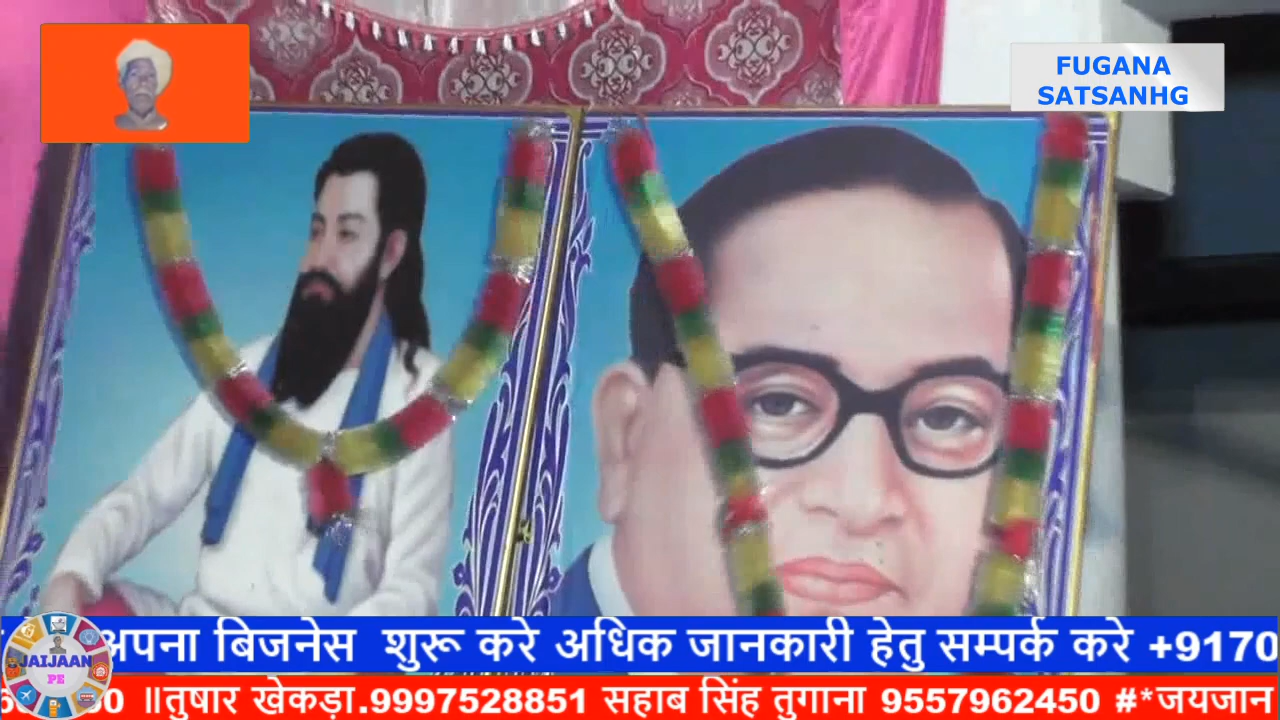 FUGANA
SATSANHG
अपना बिजनेस शुरू करे अधिक जानकारी हेतु सम्पर्क करे +9170
JAIJAAN
PE
॥तुषार खेकड़ा.9997528851 सहाब सिंह तुगाना 9557962450 #*जयजान